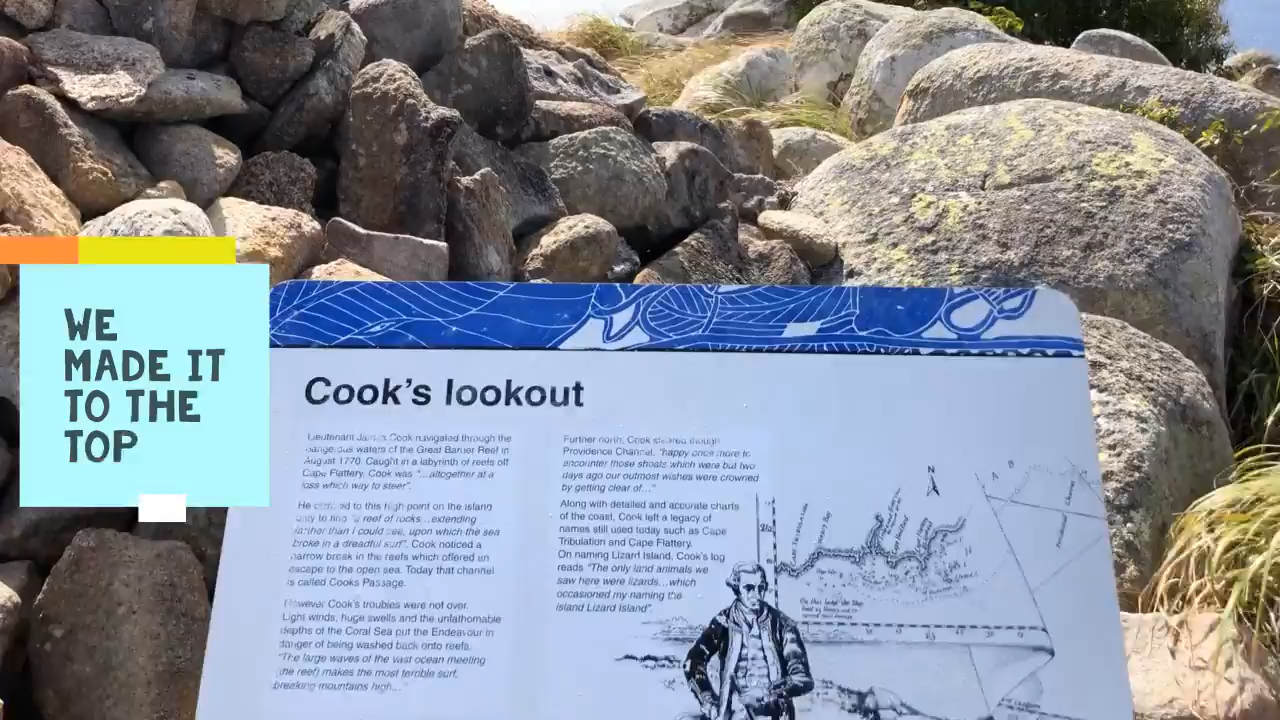 WE
MADE IT
TO THE
TOP
Cook's lookout
Lieutenant James Cook navigated through the
dangerous waters of the Great Barrier Reef in
August 1770. Caught in a labyrinth of reefs off
Cape Flattery, Cook was "...altogether at a
loss which way to steer".
He climbed to this high point on the island
only to find "a reef of rocks...extending
farther than I could see, upon which the sea
broke in a dreadful surf". Cook noticed a
narrow break in the reefs which offered an
escape to the open sea. Today that channel
is called Cooks Passage.
However Cook's troubles were not over.
Light winds, huge swells and the unfathomable
depths of the Coral Sea put the Endeavour in
danger of being washed back onto reefs.
"The large waves of the vast ocean meeting
(the reef) makes the most terrible surf,
breaking mountains high..."
Further north, Cook steered though
Providence Channel, "happy once more to
encounter those shoals which were but two
days ago our outmost wishes were crowned
by getting clear of..."
Along with detailed and accurate charts
of the coast, Cook left a legacy of
names still used today such as Cape
Tribulation and Cape Flattery.
On naming Lizard Island, Cook's log
reads "The only land animals we
saw here were lizards...which
occasioned my naming the
island Lizard Island".
N